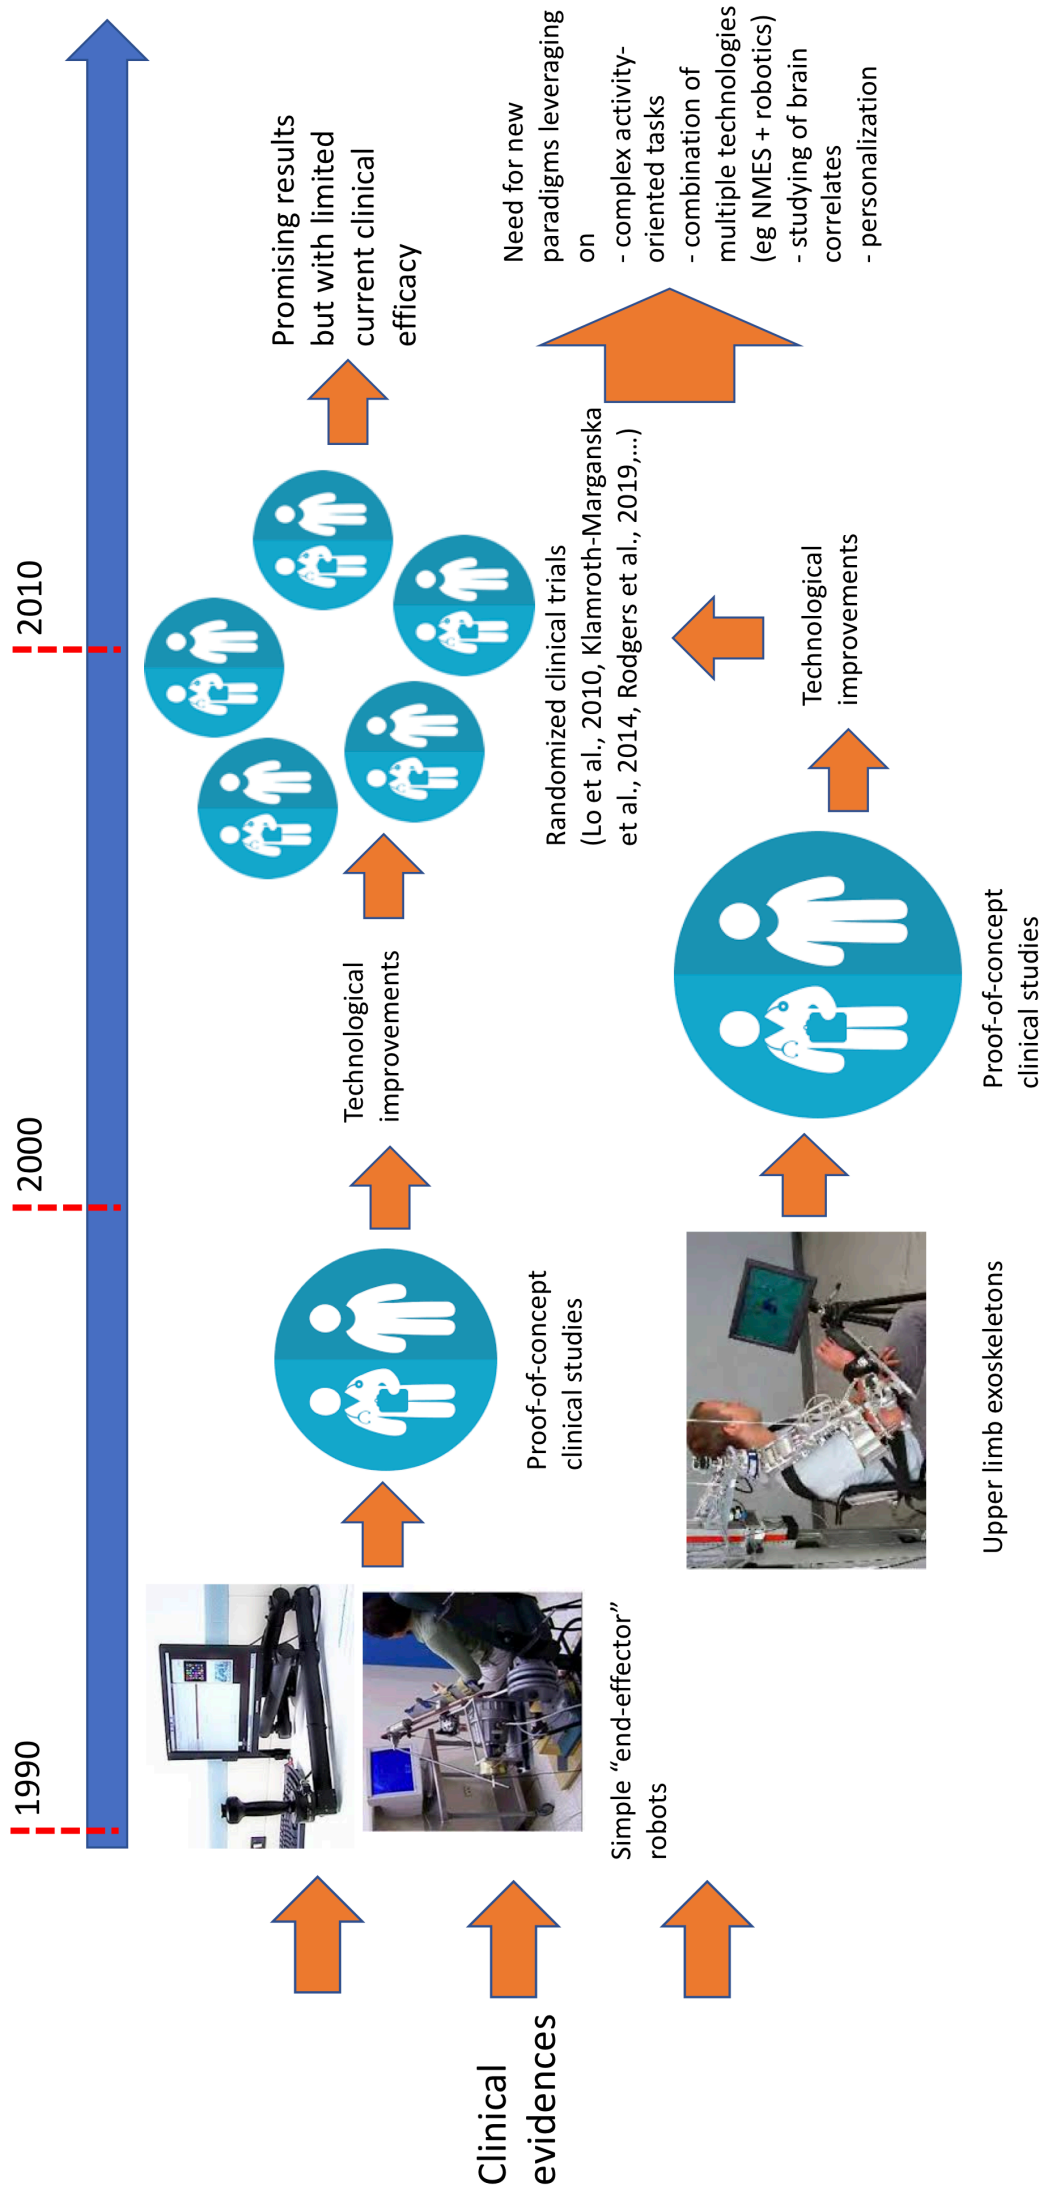 1990
2000
2010
Clinical
evidences
Simple “end-effector”
robots
Proof-of-concept
clinical studies
Technological
improvements
Randomized clinical trials
(Lo et al., 2010, Klamroth-Marganska
et al., 2014, Rodgers et al., 2019,...)
Promising results
but with limited
current clinical
efficacy
Upper limb exoskeletons
Proof-of-concept
clinical studies
Technological
improvements
Need for new
paradigms leveraging
on
- complex activity-
oriented tasks
- combination of
multiple technologies
(eg NMES + robotics)
- studying of brain
correlates
- personalization